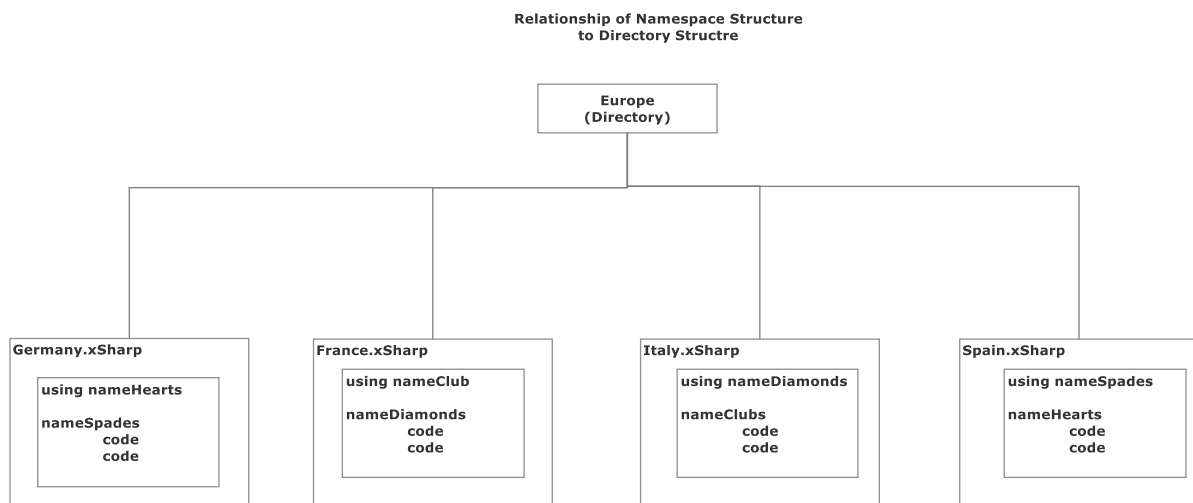 Relationship of Namespace Structure
to Directory Structre
Europe
(Directory)
Germany.xSharp
using nameHearts
nameSpades
code
code
France.xSharp
using nameClub
nameDiamonds
code
code
Italy.xSharp
using nameDiamonds
nameClubs
code
code
Spain.xSharp
using nameSpades
nameHearts
code
code